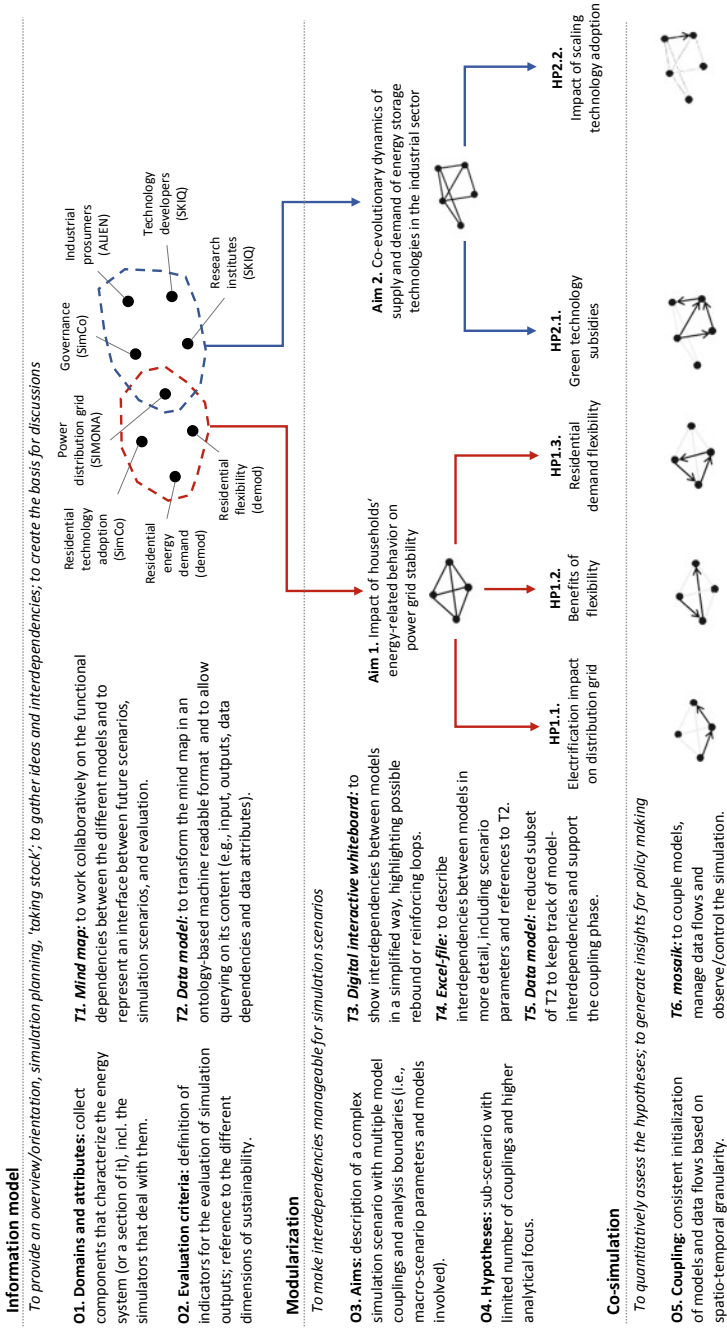 Information model
To provide an overview/orientation, simulation planning, 'taking stock'; to gather ideas and interdependencies; to create the basis for discussions
O1. Domains and attributes: collect
components that characterize the energy
system (or a section of it), incl. the
simulators that deal with them.
O2. Evaluation criteria: definition of
indicators for the evaluation of simulation
outputs; reference to the different
dimensions of sustainability.
T1. Mind map: to work collaboratively on the functional
dependencies between the different models and to
represent an interface between future scenarios,
simulation scenarios, and evaluation.
T2. Data model: to transform the mind map in an
ontology-based machine readable format and to allow
querying on its content (e.g., input, outputs, data
dependencies and data attributes).
Residential
technology
adoption
(SimCo)
Residential
energy
demand
(demod)
Residential
flexibility
(demod)
Power
distribution grid
(SIMONA)
Governance
(SimCo)
Industrial
prosumers
(ALIEN)
Technology
developers
(SKIQ)
Research
institutes
(SKIQ)
Modularization
To make interdependencies manageable for simulation scenarios
O3. Aims: description of a complex
simulation scenario with multiple model
couplings and analysis boundaries (i.e.,
macro-scenario parameters and models
involved).
O4. Hypotheses: sub-scenario with
limited number of couplings and higher
analytical focus.
T3. Digital interactive whiteboard: to
show interdependencies between models
in a simplified way, highlighting possible
rebound or reinforcing loops.
T4. Excel-file: to describe
interdependencies between models in
more detail, including scenario
parameters and references to T2.
T5. Data model: reduced subset
of T2 to keep track of model-
interdependencies and support
the coupling phase.
Aim 1. Impact of households'
energy-related behavior on
power grid stability
Aim 2. Co-evolutionary dynamics of
supply and demand of energy storage
technologies in the industrial sector
HP1.1.
Electrification impact
on distribution grid
HP1.2.
Benefits of
flexibility
HP1.3.
Residential
demand flexibility
HP2.1.
Green technology
subsidies
HP2.2.
Impact of scaling
technology adoption
Co-simulation
To quantitatively assess the hypotheses; to generate insights for policy making
O5. Coupling: consistent initialization
of models and data flows based on
spatio-temporal granularity.
T6. mosaik: to couple models,
manage data flows and
observe/control the simulation.